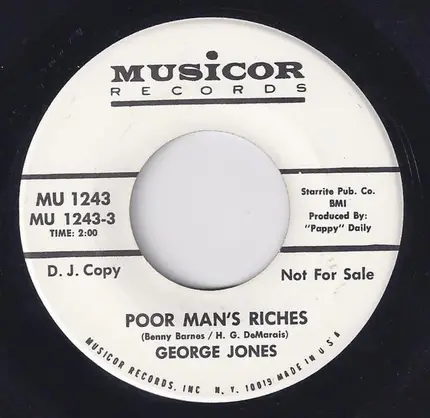 MUSICOR
RECORDS
MU 1243
MU 1243-3
TIME: 2:00
Starrite Pub. Co.
BMI
Produced By:
"Pappy" Daily
D. J. Copy
Not For Sale
POOR MAN'S RICHES
(Benny Barnes / H. G. DeMarais)
GEORGE JONES
MUSICOR RECORDS, INC N. Y. 10019 MADE IN U S A